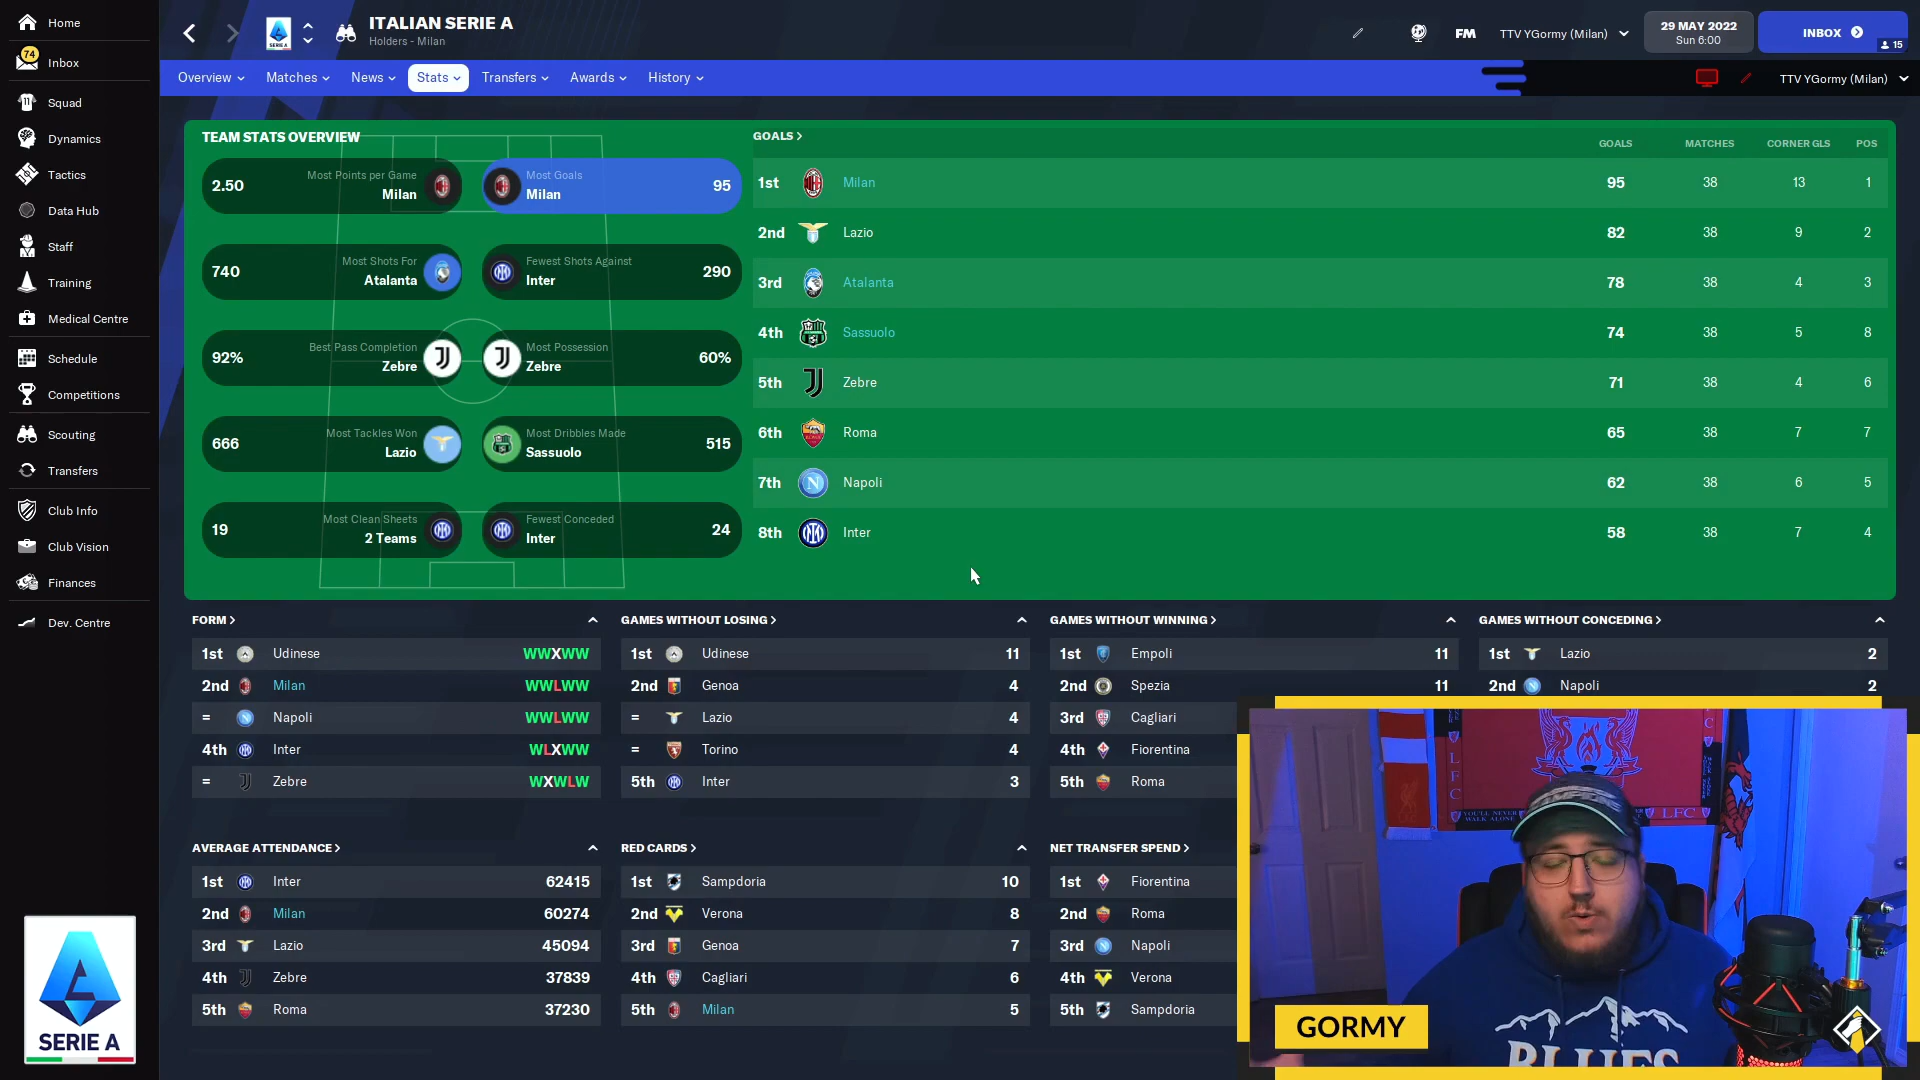 Home
ITALIAN SERIE A
Holders - Milan
SERIE A
FM
TTV YGormy (Milan)
29 MAY 2022
Sun 6:00
INBOX
15
74
Inbox
Overview
Matches
News
Stats
Transfers
Awards
History
TTV YGormy (Milan)
Squad
Dynamics
Tactics
Data Hub
Staff
Training
Medical Centre
Schedule
Competitions
Scouting
Transfers
Club Info
Club Vision
Finances
Dev. Centre
SERIE A
TEAM STATS OVERVIEW
2.50 Most Points per Game Milan
Most Goals Milan 95
740 Most Shots For Atalanta
Fewest Shots Against Inter 290
92% Best Pass Completion Zebre
Most Possession Zebre 60%
666 Most Tackles Won Lazio
Most Dribbles Made Sassuolo 515
19 Most Clean Sheets 2 Teams
Fewest Conceded Inter 24
GOALS > GOALS MATCHES CORNER GLS POS
1st Milan 95 38 13 1
2nd Lazio 82 38 9 2
3rd Atalanta 78 38 4 3
4th Sassuolo 74 38 5 8
5th Zebre 71 38 4 6
6th Roma 65 38 7 7
7th Napoli 62 38 6 5
8th Inter 58 38 7 4
FORM >
1st Udinese WWXWW
2nd Milan WWLWW
= Napoli WWLWW
4th Inter WLXWW
= Zebre WXWLW
GAMES WITHOUT LOSING >
1st Udinese 11
2nd Genoa 4
= Lazio 4
= Torino 4
5th Inter 3
GAMES WITHOUT WINNING >
1st Empoli 11
2nd Spezia 11
3rd Cagliari
4th Fiorentina
5th Roma
GAMES WITHOUT CONCEDING >
1st Lazio 2
2nd Napoli 2
AVERAGE ATTENDANCE >
1st Inter 62415
2nd Milan 60274
3rd Lazio 45094
4th Zebre 37839
5th Roma 37230
RED CARDS >
1st Sampdoria 10
2nd Verona 8
3rd Genoa 7
4th Cagliari 6
5th Milan 5
NET TRANSFER SPEND >
1st Fiorentina
2nd Roma
3rd Napoli
4th Verona
5th Sampdoria
LFC
YOU'LL NEVER
WALK ALONE
LFC
GORMY
BLUES